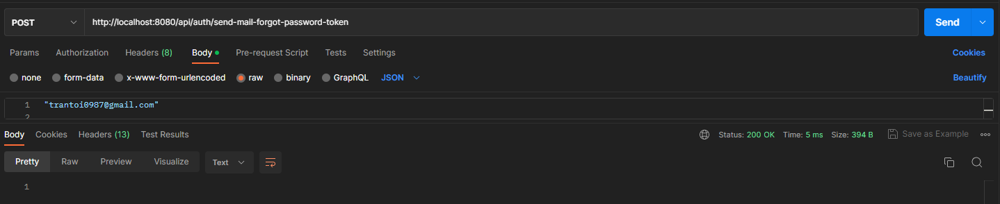 POST http://localhost:8080/api/auth/send-mail-forgot-password-token Send
Params Authorization Headers (8) Body Pre-request Script Tests Settings Cookies
none form-data x-www-form-urlencoded raw binary GraphQL JSON Beautify
1 "trantoi0987@gmail.com"
2
Body Cookies Headers (13) Test Results Status: 200 OK Time: 5 ms Size: 394 B Save as Example
Pretty Raw Preview Visualize Text
1